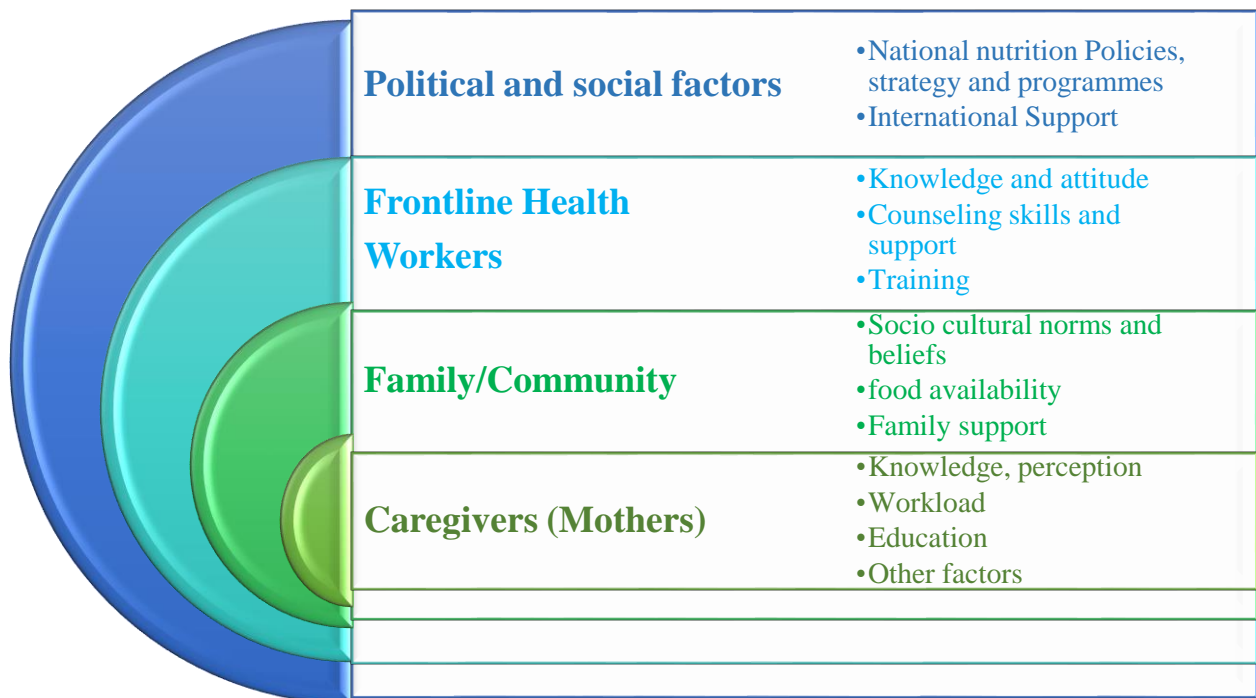 Political and social factors
•National nutrition Policies,
strategy and programmes
•International Support
Frontline Health
Workers
•Knowledge and attitude
•Counseling skills and
support
•Training
Family/Community
•Socio cultural norms and
beliefs
•food availability
•Family support
Caregivers (Mothers)
•Knowledge, perception
•Workload
•Education
•Other factors